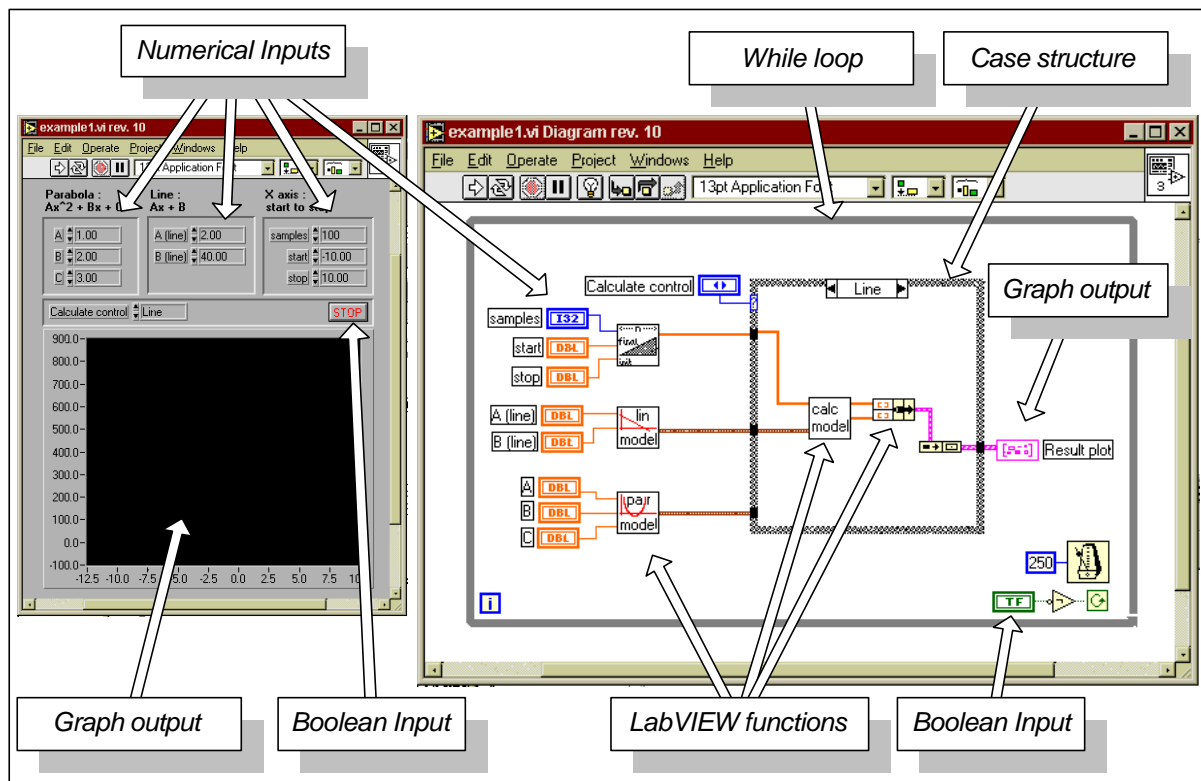 Numerical Inputs
While loop
Case structure
example1.vi rev. 10
File Edit Operate Project Windows Help
13pt Application Font
Parabola :
Ax^2 + Bx + C
Line :
Ax + B
X axis :
start to stop
A 1.00
B 2.00
C 3.00
A (line) 2.00
B (line) 40.00
samples 100
start -10.00
stop 10.00
Calculate control Line
STOP
900.0-
800.0-
700.0-
600.0-
500.0-
400.0-
300.0-
200.0-
100.0-
0.0-
-100.0-
-12.5 -10.0 -7.5 -5.0 -2.5 0.0 2.5 5.0 7.5
example1.vi Diagram rev. 10
File Edit Operate Project Windows Help
13pt Application Font
3
Calculate control
Line
Graph output
samples I32
start DBL
stop DBL
n
final
init
A (line) DBL
B (line) DBL
lin
model
calc
model
Result plot
A DBL
B DBL
C DBL
par
model
250
i
TF
Graph output
Boolean Input
LabVIEW functions
Boolean Input